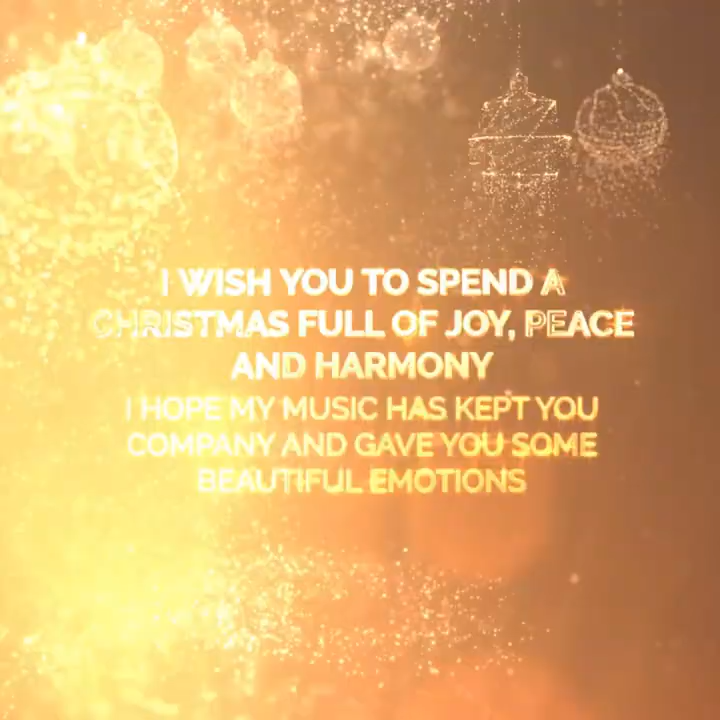 I WISH YOU TO SPEND A
CHRISTMAS FULL OF JOY, PEACE
AND HARMONY
I HOPE MY MUSIC HAS KEPT YOU
COMPANY AND GAVE YOU SOME
BEAUTIFUL EMOTIONS